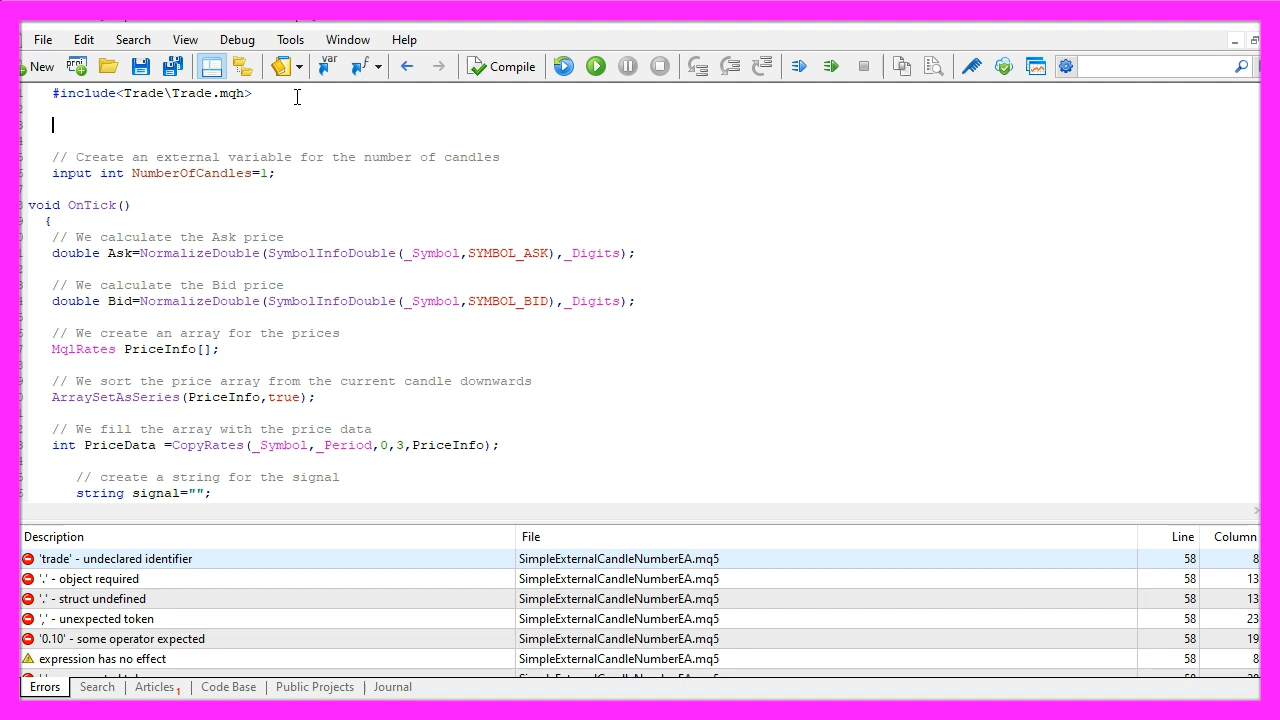 File Edit Search View Debug Tools Window Help
New Compile
#include<Trade\Trade.mqh>
// Create an external variable for the number of candles
input int NumberOfCandles=1;
void OnTick()
{
// We calculate the Ask price
double Ask=NormalizeDouble(SymbolInfoDouble(_Symbol,SYMBOL_ASK),_Digits);
// We calculate the Bid price
double Bid=NormalizeDouble(SymbolInfoDouble(_Symbol,SYMBOL_BID),_Digits);
// We create an array for the prices
MqlRates PriceInfo[];
// We sort the price array from the current candle downwards
ArraySetAsSeries(PriceInfo,true);
// We fill the array with the price data
int PriceData =CopyRates(_Symbol,_Period,0,3,PriceInfo);
// create a string for the signal
string signal="";
Description File Line Column
'trade' - undeclared identifier SimpleExternalCandleNumberEA.mq5 58 8
'.' - object required SimpleExternalCandleNumberEA.mq5 58 13
'.' - struct undefined SimpleExternalCandleNumberEA.mq5 58 13
',' - unexpected token SimpleExternalCandleNumberEA.mq5 58 23
'0.10' - some operator expected SimpleExternalCandleNumberEA.mq5 58 19
expression has no effect SimpleExternalCandleNumberEA.mq5 58 8
Errors Search Articles 1 Code Base Public Projects Journal